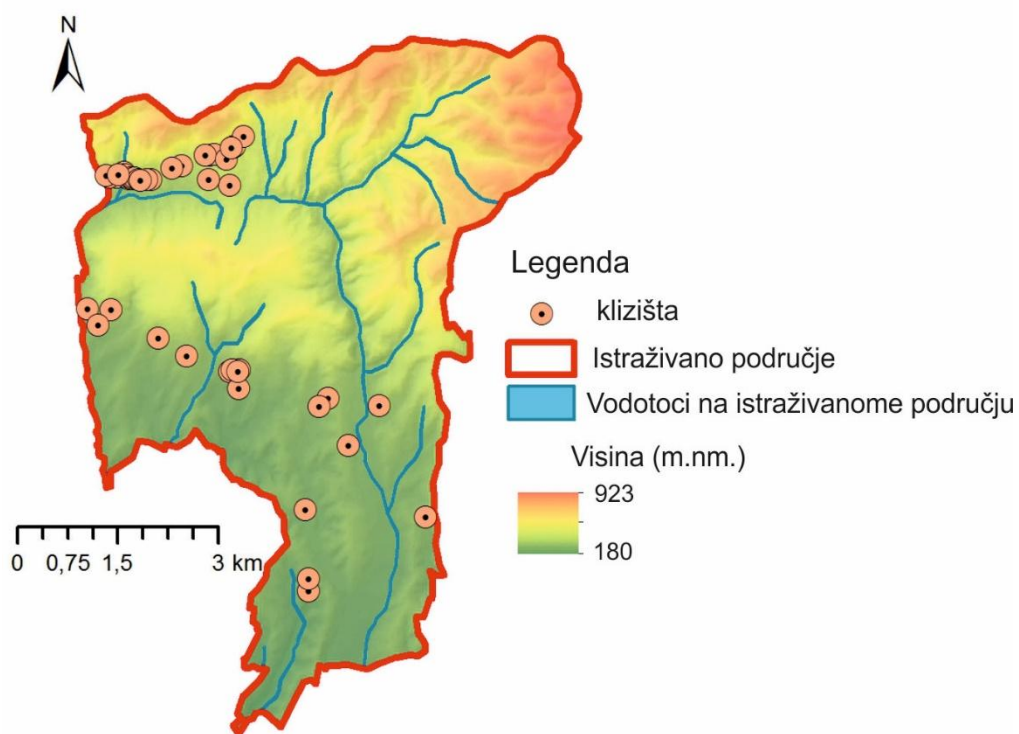 N
Legenda
klizišta
Istraživano područje
Vodotoci na istraživanome području
Visina (m.nm.)
923
180
0 0,75 1,5 3 km